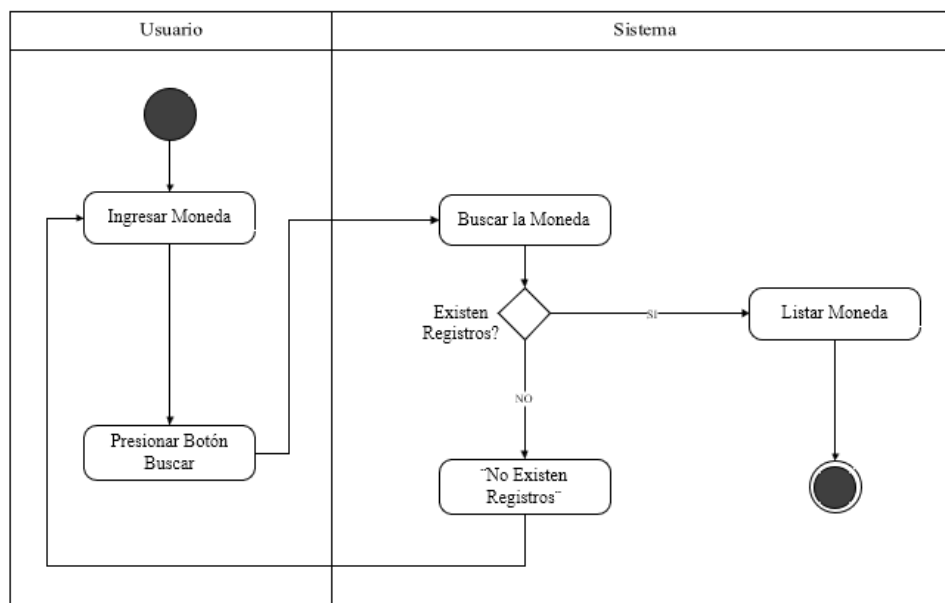 Usuario
Sistema
Ingresar Moneda
Buscar la Moneda
Existen
Registros?
SI
Listar Moneda
NO
Presionar Botón
Buscar
¨No Existen
Registros¨